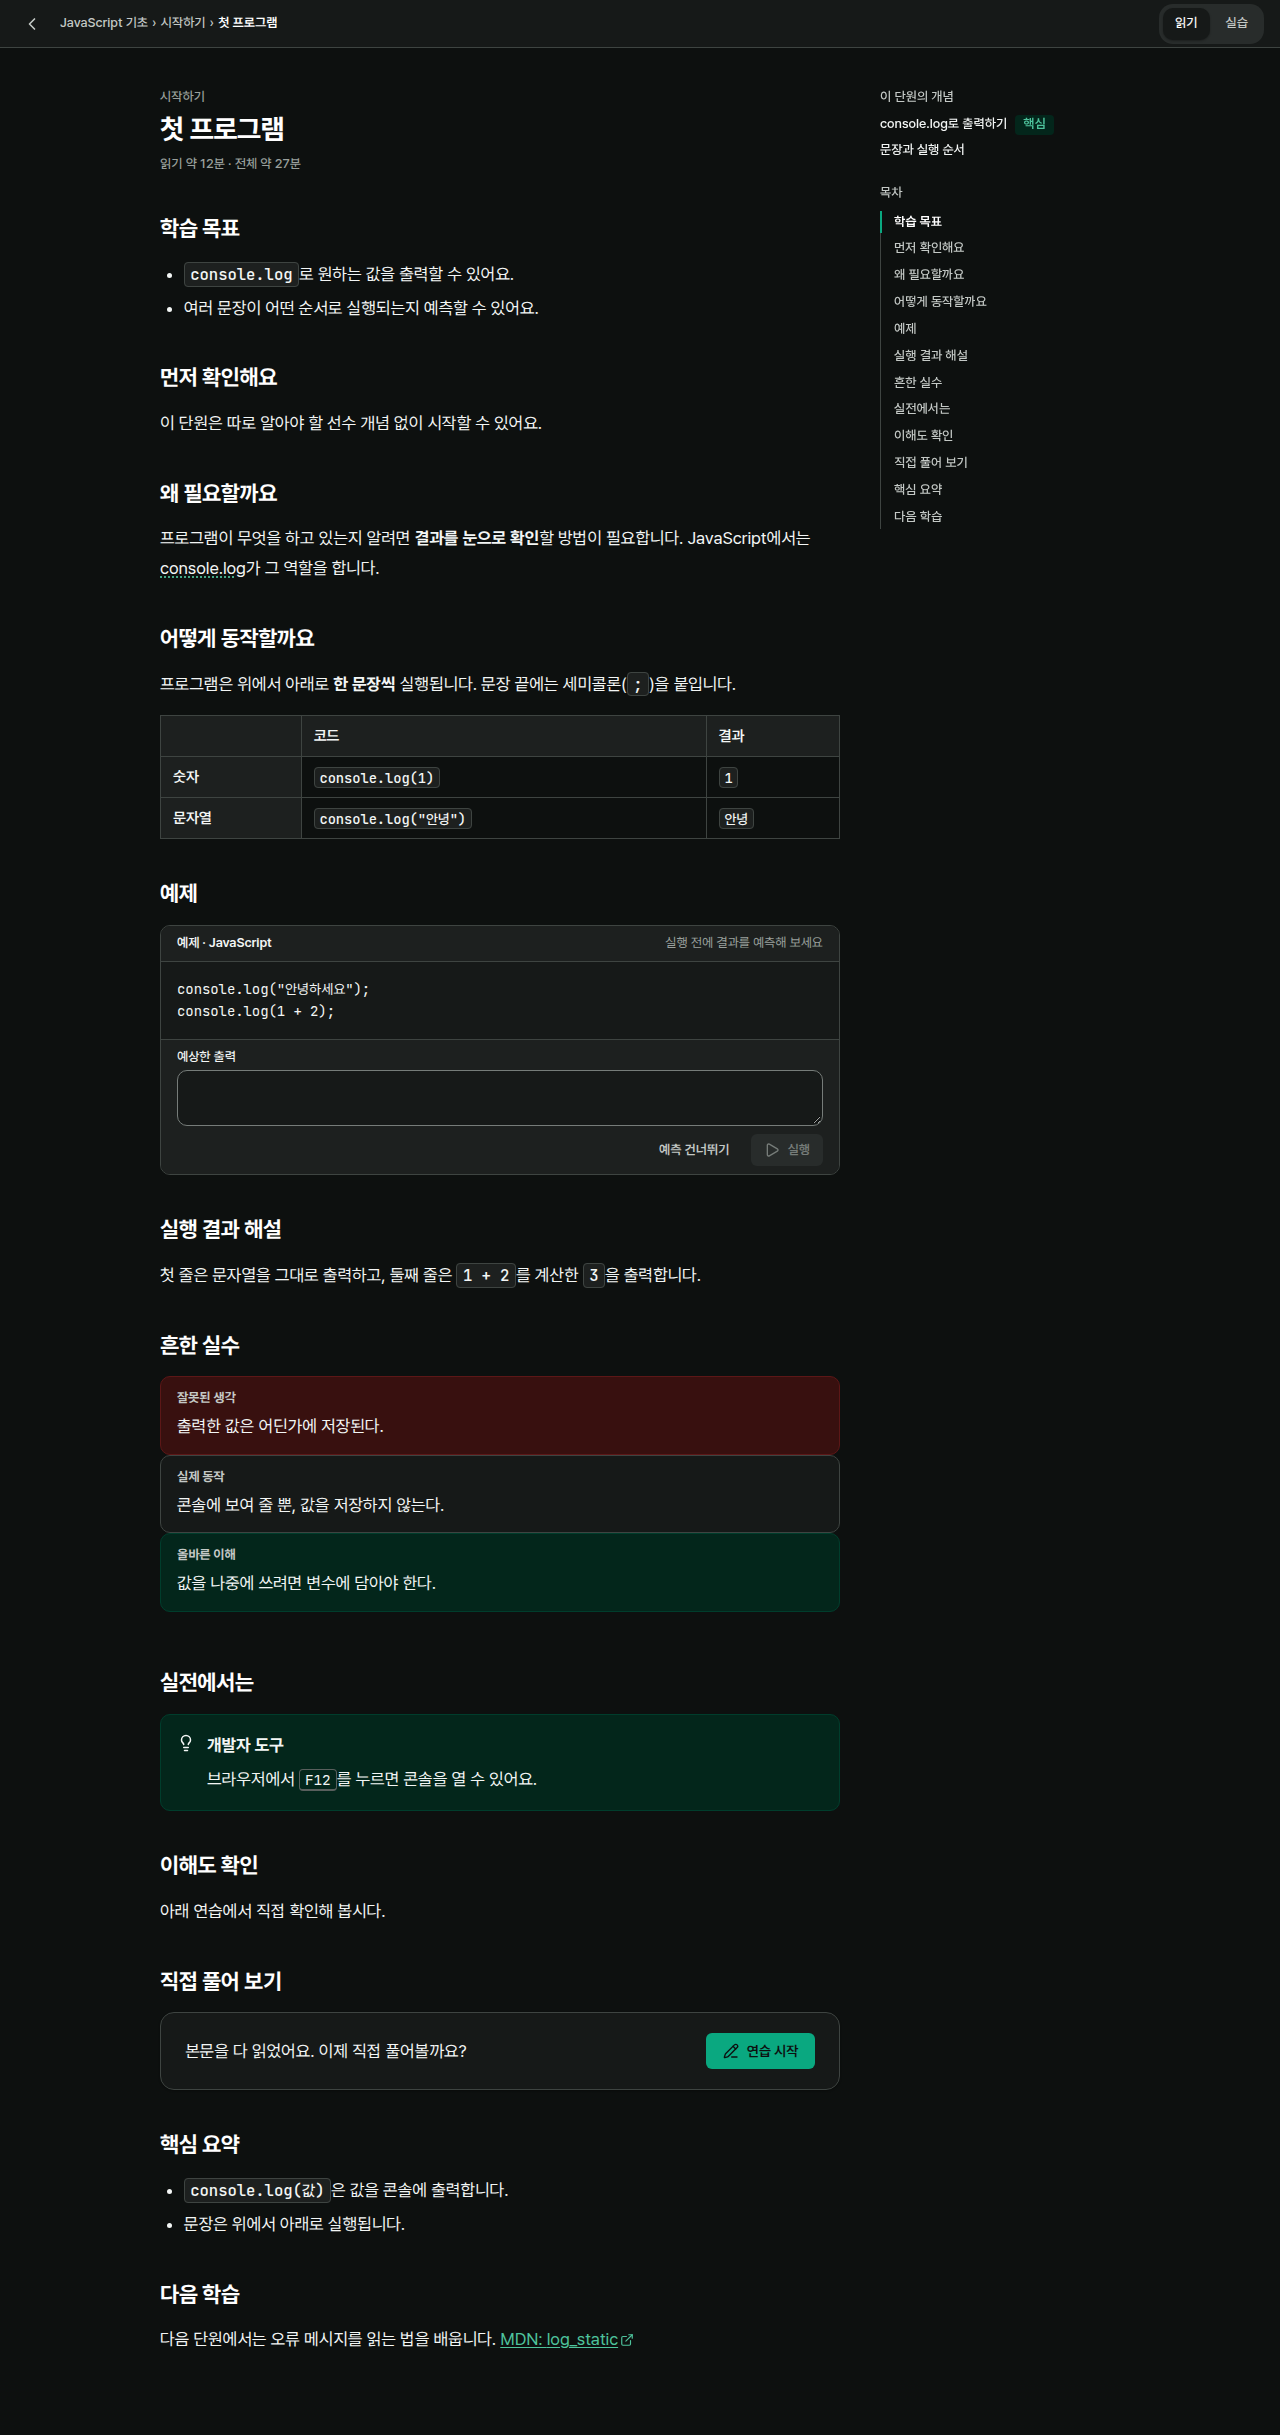 JavaScript 기초 › 시작하기 › 첫 프로그램
읽기 실습
시작하기
첫 프로그램
읽기 약 12분 · 전체 약 27분
학습 목표
console.log로 원하는 값을 출력할 수 있어요.
여러 문장이 어떤 순서로 실행되는지 예측할 수 있어요.
먼저 확인해요
이 단원은 따로 알아야 할 선수 개념 없이 시작할 수 있어요.
왜 필요할까요
프로그램이 무엇을 하고 있는지 알려면 결과를 눈으로 확인할 방법이 필요합니다. JavaScript에서는
console.log가 그 역할을 합니다.
어떻게 동작할까요
프로그램은 위에서 아래로 한 문장씩 실행됩니다. 문장 끝에는 세미콜론(;)을 붙입니다.
코드 결과
숫자 console.log(1) 1
문자열 console.log("안녕") 안녕
예제
예제 · JavaScript 실행 전에 결과를 예측해 보세요
console.log("안녕하세요");
console.log(1 + 2);
예상한 출력
예측 건너뛰기 실행
실행 결과 해설
첫 줄은 문자열을 그대로 출력하고, 둘째 줄은 1 + 2를 계산한 3을 출력합니다.
흔한 실수
잘못된 생각
출력한 값은 어딘가에 저장된다.
실제 동작
콘솔에 보여 줄 뿐, 값을 저장하지 않는다.
올바른 이해
값을 나중에 쓰려면 변수에 담아야 한다.
실전에서는
개발자 도구
브라우저에서 F12를 누르면 콘솔을 열 수 있어요.
이해도 확인
아래 연습에서 직접 확인해 봅시다.
직접 풀어 보기
본문을 다 읽었어요. 이제 직접 풀어볼까요?
연습 시작
핵심 요약
console.log(값)은 값을 콘솔에 출력합니다.
문장은 위에서 아래로 실행됩니다.
다음 학습
다음 단원에서는 오류 메시지를 읽는 법을 배웁니다. MDN: log_static
이 단원의 개념
console.log로 출력하기 핵심
문장과 실행 순서
목차
학습 목표
먼저 확인해요
왜 필요할까요
어떻게 동작할까요
예제
실행 결과 해설
흔한 실수
실전에서는
이해도 확인
직접 풀어 보기
핵심 요약
다음 학습